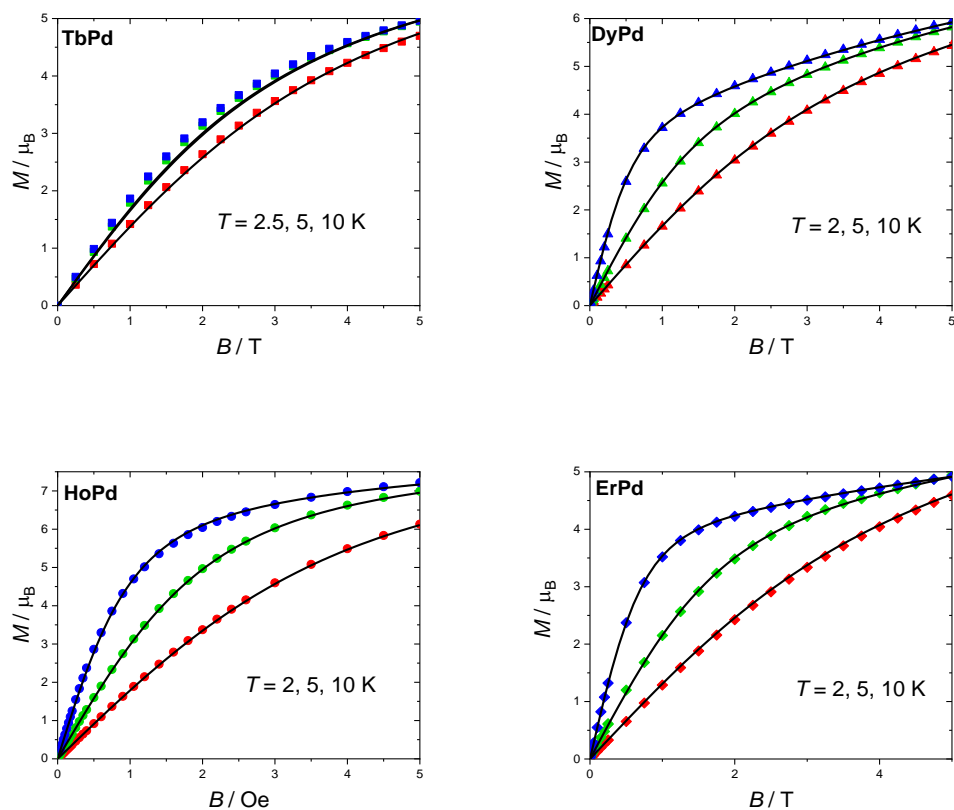 TbPd
5
4
3
2
1
0
M / μB
T = 2.5, 5, 10 K
0 1 2 3 4 5
B / T
DyPd
6
5
4
3
2
1
0
M / μB
T = 2, 5, 10 K
0 1 2 3 4 5
B / T
HoPd
7
6
5
4
3
2
1
0
M / μB
T = 2, 5, 10 K
0 1 2 3 4 5
B / Oe
ErPd
5
4
3
2
1
0
M / μB
T = 2, 5, 10 K
0 2 4
B / T